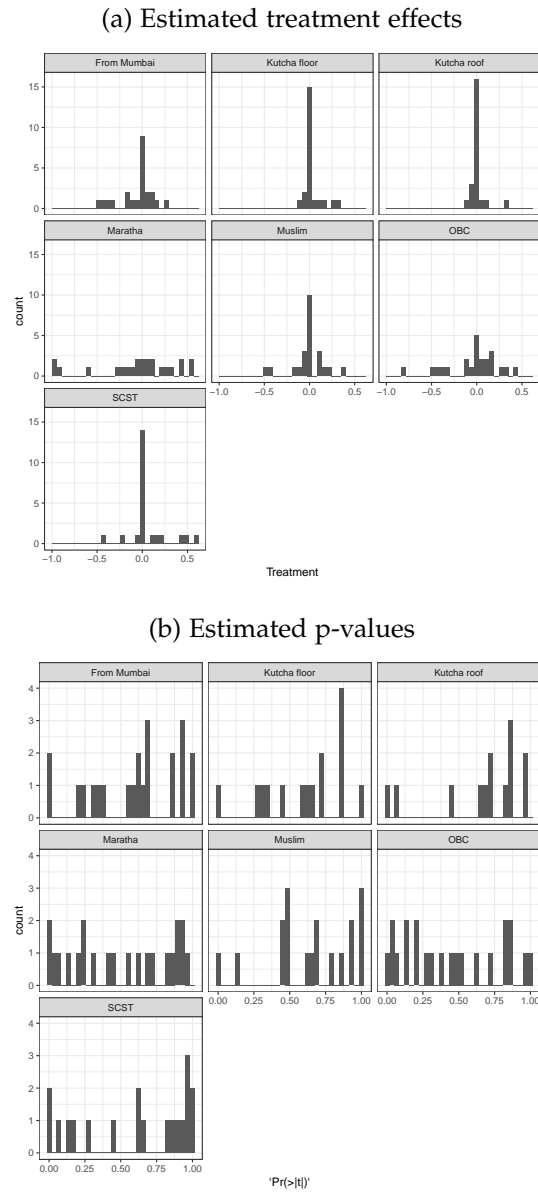 (a) Estimated treatment effects
From Mumbai Kutcha floor Kutcha roof
15
10
5
0
Maratha Muslim OBC
count
15
10
5
0
−1.0 −0.5 0.0 0.5 −1.0 −0.5 0.0 0.5
SCST
15
10
5
0
−1.0 −0.5 0.0 0.5
Treatment
(b) Estimated p-values
From Mumbai Kutcha floor Kutcha roof
4
3
2
1
0
Maratha Muslim OBC
count
4
3
2
1
0
0.00 0.25 0.50 0.75 1.00 0.00 0.25 0.50 0.75 1.00
SCST
4
3
2
1
0
0.00 0.25 0.50 0.75 1.00
'Pr(>|t|)'